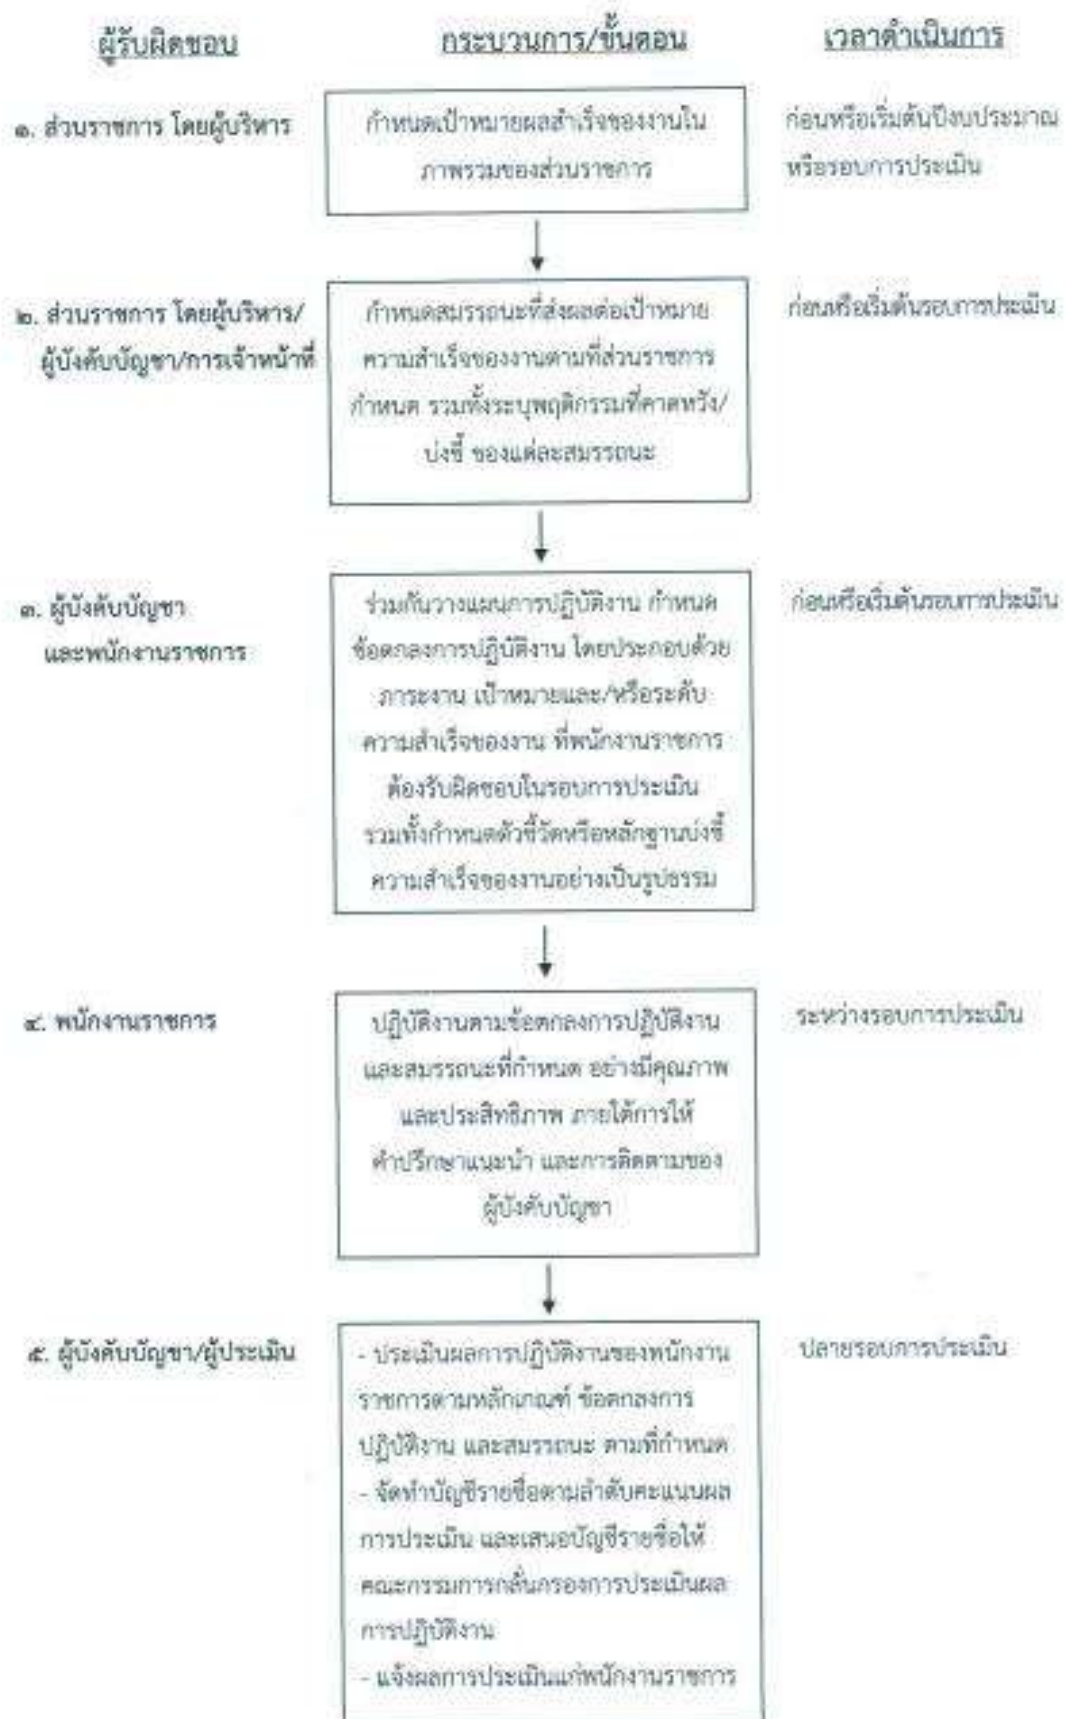 ผู้รับผิดชอบ
กระบวนการ/ขั้นตอน
เวลาดำเนินการ
๑. ส่วนราชการ โดยผู้บริหาร
กำหนดเป้าหมายผลสำเร็จของงานใน
ภาพรวมของส่วนราชการ
ก่อนหรือเริ่มต้นปีงบประมาณ
หรือรอบการประเมิน
๒. ส่วนราชการ โดยผู้บริหาร/
ผู้บังคับบัญชา/การเจ้าหน้าที่
กำหนดสมรรถนะที่ส่งผลต่อเป้าหมาย
ความสำเร็จของงานตามที่ส่วนราชการ
กำหนด รวมทั้งระบุพฤติกรรมที่คาดหวัง/
บ่งชี้ ของแต่ละสมรรถนะ
ก่อนหรือเริ่มต้นรอบการประเมิน
๓. ผู้บังคับบัญชา
และพนักงานราชการ
ร่วมกันวางแผนการปฏิบัติงาน กำหนด
ข้อตกลงการปฏิบัติงาน โดยประกอบด้วย
ภาระงาน เป้าหมายและ/หรือระดับ
ความสำเร็จของงาน ที่พนักงานราชการ
ต้องรับผิดชอบในรอบการประเมิน
รวมทั้งกำหนดตัวชี้วัดหรือหลักฐานบ่งชี้
ความสำเร็จของงานอย่างเป็นรูปธรรม
ก่อนหรือเริ่มต้นรอบการประเมิน
๔. พนักงานราชการ
ปฏิบัติงานตามข้อตกลงการปฏิบัติงาน
และสมรรถนะที่กำหนด อย่างมีคุณภาพ
และประสิทธิภาพ ภายใต้การให้
คำปรึกษาแนะนำ และการติดตามของ
ผู้บังคับบัญชา
ระหว่างรอบการประเมิน
๕. ผู้บังคับบัญชา/ผู้ประเมิน
- ประเมินผลการปฏิบัติงานของพนักงาน
ราชการตามหลักเกณฑ์ ข้อตกลงการ
ปฏิบัติงาน และสมรรถนะ ตามที่กำหนด
- จัดทำบัญชีรายชื่อตามลำดับคะแนนผล
การประเมิน และเสนอบัญชีรายชื่อให้
คณะกรรมการกลั่นกรองการประเมินผล
การปฏิบัติงาน
- แจ้งผลการประเมินแก่พนักงานราชการ
ปลายรอบการประเมิน